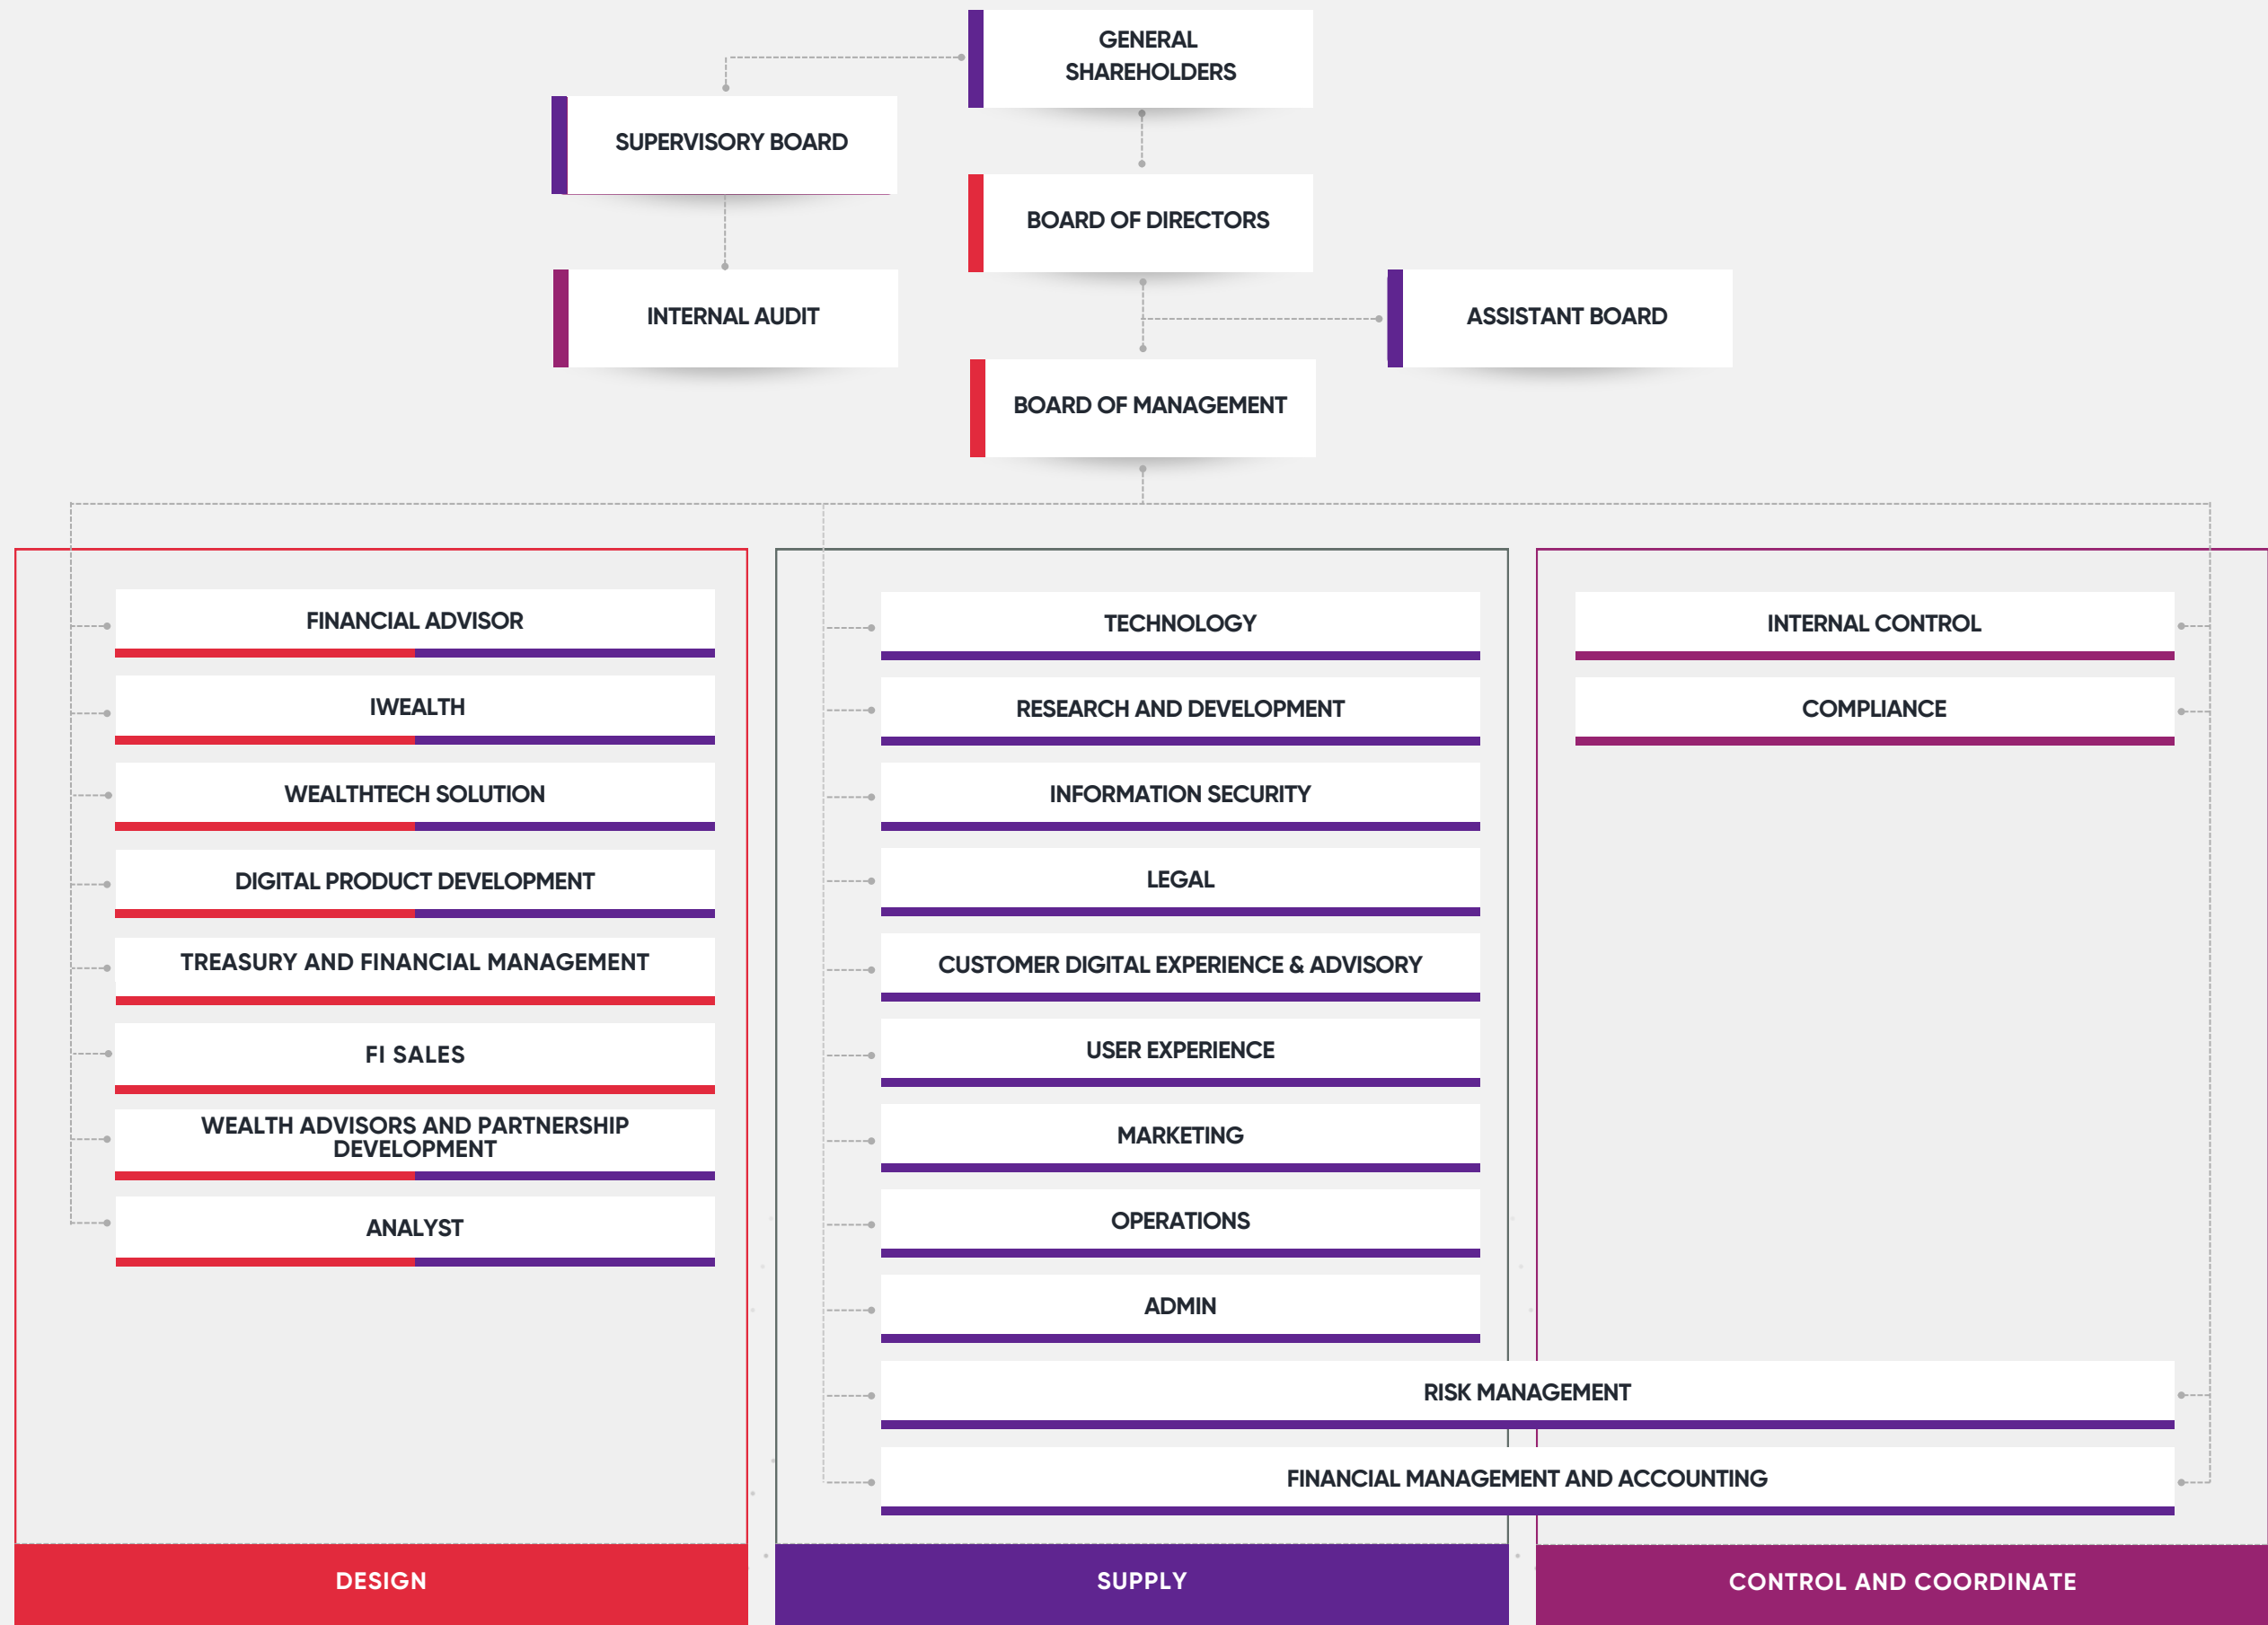 GENERAL
SHAREHOLDERS
SUPERVISORY BOARD
BOARD OF DIRECTORS
INTERNAL AUDIT
ASSISTANT BOARD
BOARD OF MANAGEMENT
FINANCIAL ADVISOR
IWEALTH
WEALTHTECH SOLUTION
DIGITAL PRODUCT DEVELOPMENT
TREASURY AND FINANCIAL MANAGEMENT
FI SALES
WEALTH ADVISORS AND PARTNERSHIP
DEVELOPMENT
ANALYST
DESIGN
TECHNOLOGY
RESEARCH AND DEVELOPMENT
INFORMATION SECURITY
LEGAL
CUSTOMER DIGITAL EXPERIENCE & ADVISORY
USER EXPERIENCE
MARKETING
OPERATIONS
ADMIN
RISK MANAGEMENT
FINANCIAL MANAGEMENT AND ACCOUNTING
SUPPLY
INTERNAL CONTROL
COMPLIANCE
CONTROL AND COORDINATE